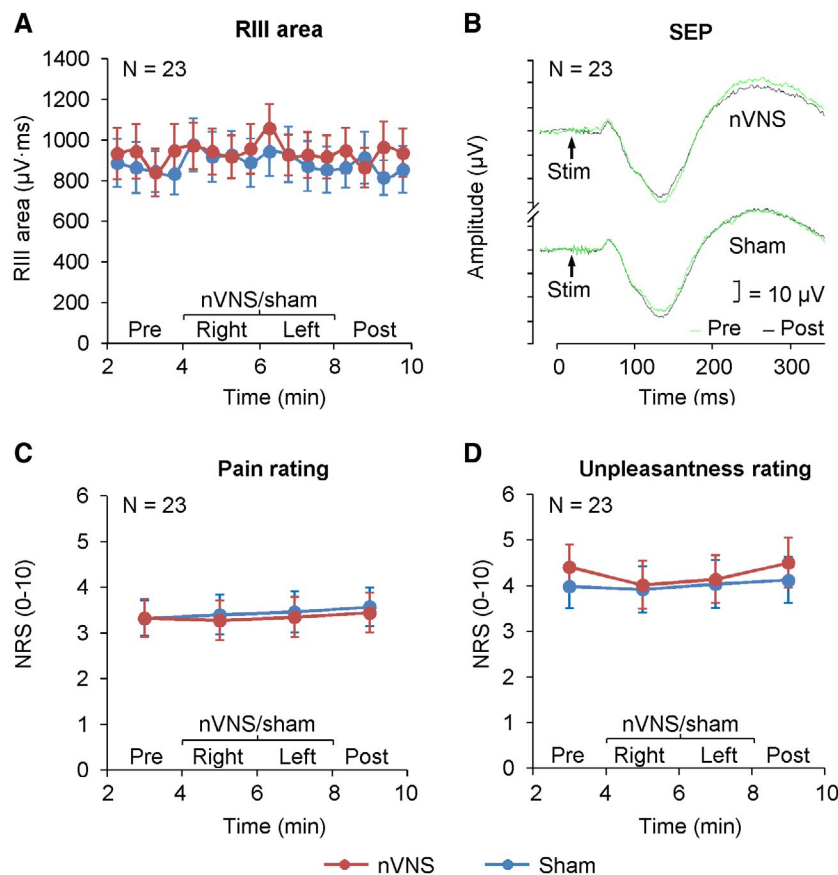 A
RIII area
1400
1200
1000
800
600
400
200
0
RIII area (µV·ms)
N = 23
nVNS/sham
Pre Right Left Post
2 4 6 8 10
Time (min)
B
SEP
N = 23
Amplitude (µV)
nVNS
Stim
Sham
Stim
= 10 µV
Pre Post
0 100 200 300
Time (ms)
C
Pain rating
6
5
4
3
2
1
0
NRS (0-10)
N = 23
nVNS/sham
Pre Right Left Post
2 4 6 8 10
Time (min)
D
Unpleasantness rating
6
5
4
3
2
1
0
NRS (0-10)
N = 23
nVNS/sham
Pre Right Left Post
2 4 6 8 10
Time (min)
nVNS Sham